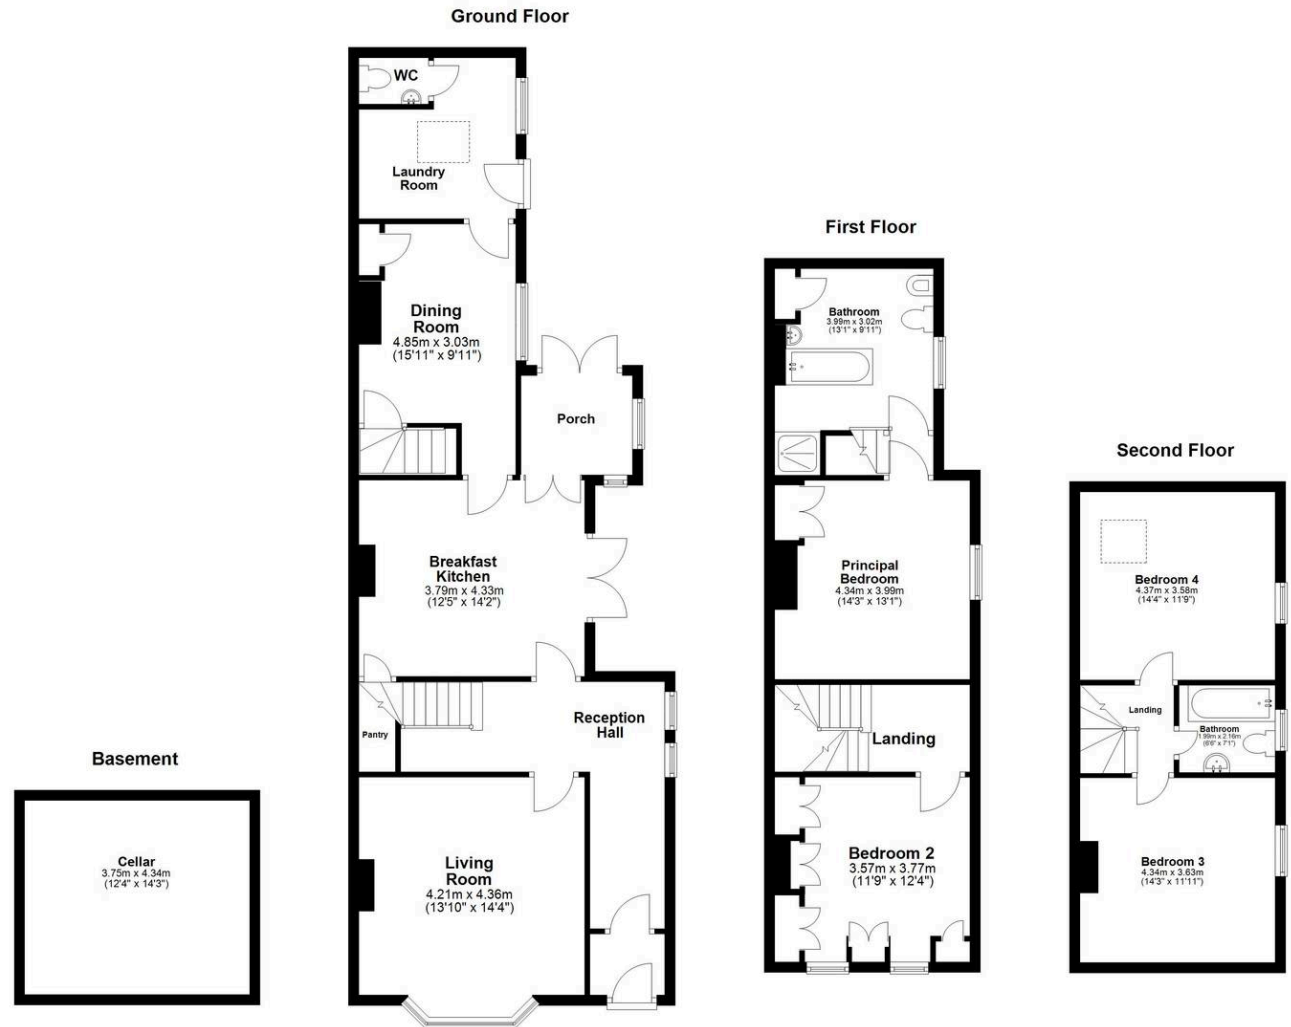 Ground Floor
WC
Laundry
Room
Dining
Room
4.85m x 3.03m
(15'11" x 9'11")
Porch
Breakfast
Kitchen
3.79m x 4.33m
(12'5" x 14'2")
Reception
Hall
Pantry
Living
Room
4.21m x 4.36m
(13'10" x 14'4")
Basement
Cellar
3.75m x 4.34m
(12'4" x 14'3")
First Floor
Bathroom
3.99m x 3.02m
(13'1" x 9'11")
Principal
Bedroom
4.34m x 3.99m
(14'3" x 13'1")
Landing
Bedroom 2
3.57m x 3.77m
(11'9" x 12'4")
Second Floor
Bedroom 4
4.37m x 3.58m
(14'4" x 11'9")
Landing
Bathroom
1.99m x 2.16m
(6'6" x 7'1")
Bedroom 3
4.34m x 3.63m
(14'3" x 11'11")